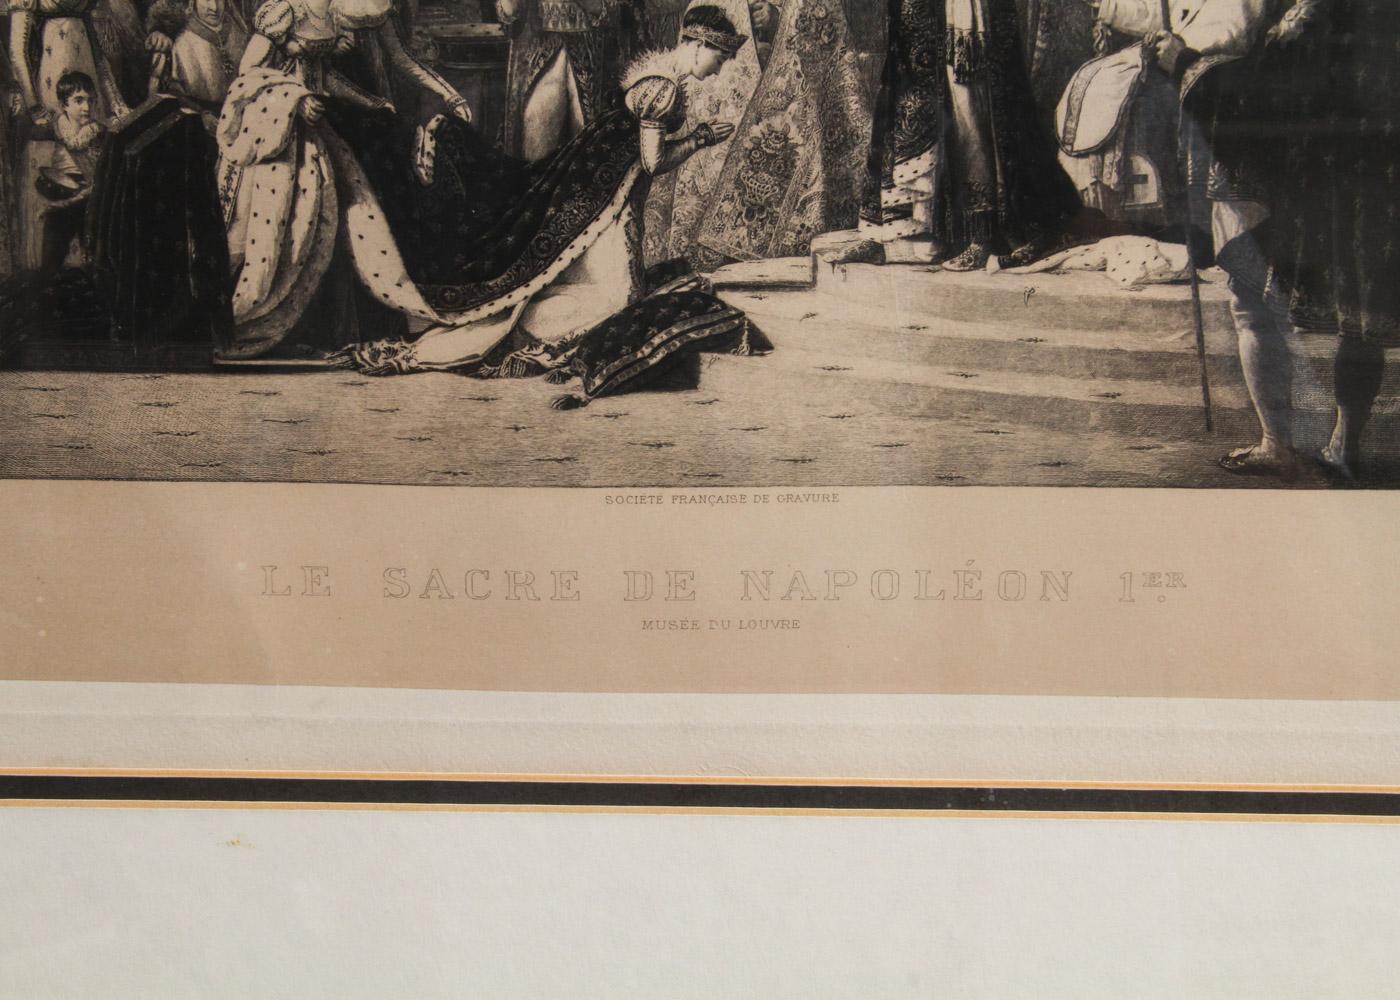 SOCIÉTÉ FRANÇAISE DE GRAVURE
LE SACRE DE NAPOLÉON 1ER.
MUSÉE DU LOUVRE